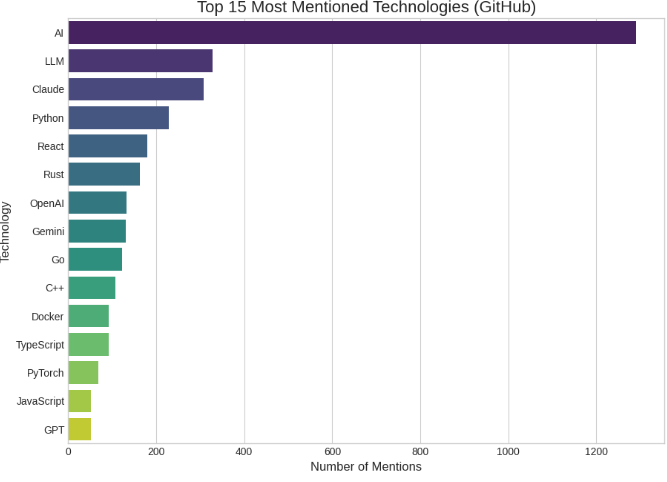 Top 15 Most Mentioned Technologies (GitHub)
Technology
AI
LLM
Claude
Python
React
Rust
OpenAI
Gemini
Go
C++
Docker
TypeScript
PyTorch
JavaScript
GPT
0 200 400 600 800 1000 1200
Number of Mentions